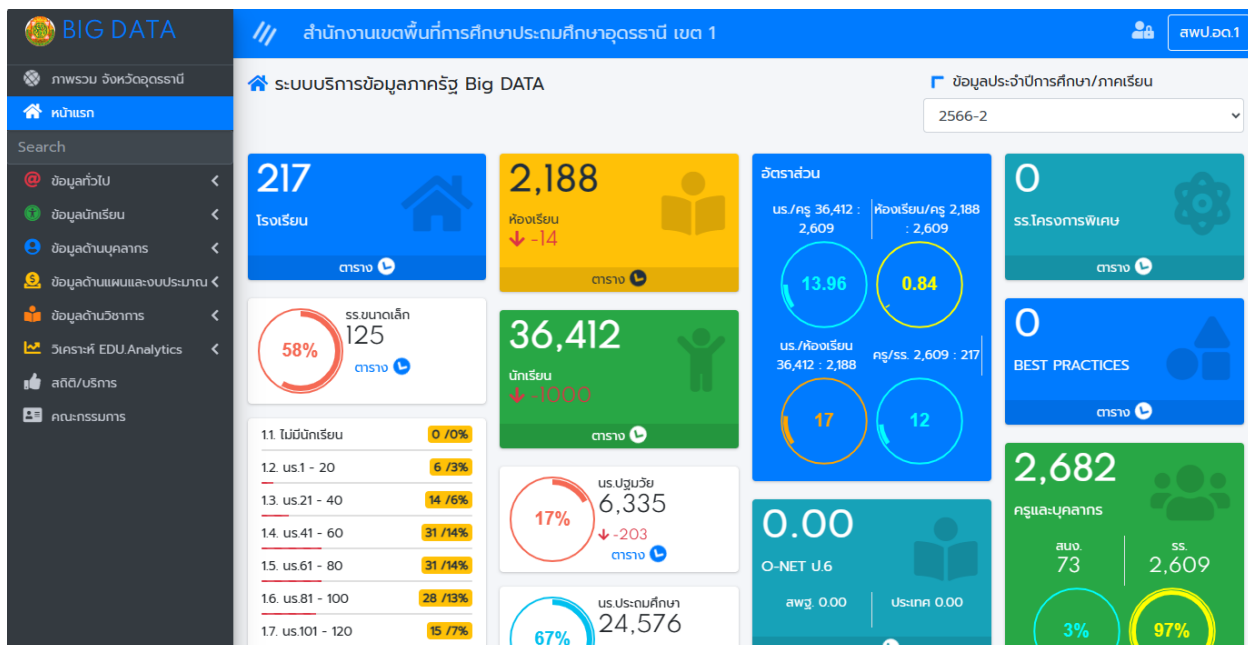 BIG DATA
สำนักงานเขตพื้นที่การศึกษาประถมศึกษาอุดรธานี เขต 1
สพป.อด.1
ภาพรวม จังหวัดอุดรธานี
หน้าแรก
Search
ข้อมูลทั่วไป
ข้อมูลนักเรียน
ข้อมูลด้านบุคลากร
ข้อมูลด้านแผนและงบประมาณ
ข้อมูลด้านวิชาการ
วิเคราะห์ EDU.Analytics
สถิติ/บริการ
คณะกรรมการ
ระบบบริการข้อมูลภาครัฐ Big DATA
ข้อมูลประจำปีการศึกษา/ภาคเรียน
2566-2
217
โรงเรียน
ตาราง
58%
รร.ขนาดเล็ก
125
ตาราง
1.1. ไม่มีนักเรียน 0 /0%
1.2. นร.1 - 20 6 /3%
1.3. นร.21 - 40 14 /6%
1.4. นร.41 - 60 31 /14%
1.5. นร.61 - 80 31 /14%
1.6. นร.81 - 100 28 /13%
1.7. นร.101 - 120 15 /7%
2,188
ห้องเรียน
-14
ตาราง
36,412
นักเรียน
-1000
ตาราง
17%
นร.ปฐมวัย
6,335
-203
ตาราง
67%
นร.ประถมศึกษา
24,576
อัตราส่วน
นร./ครู 36,412 :
2,609
13.96
ห้องเรียน/ครู 2,188
: 2,609
0.84
นร./ห้องเรียน
36,412 : 2,188
17
ครู/รร. 2,609 : 217
12
0.00
O-NET ป.6
สพฐ. 0.00
ประเทศ 0.00
0
รร.โครงการพิเศษ
ตาราง
0
BEST PRACTICES
ตาราง
2,682
ครูและบุคลากร
สนง.
73
3%
รร.
2,609
97%